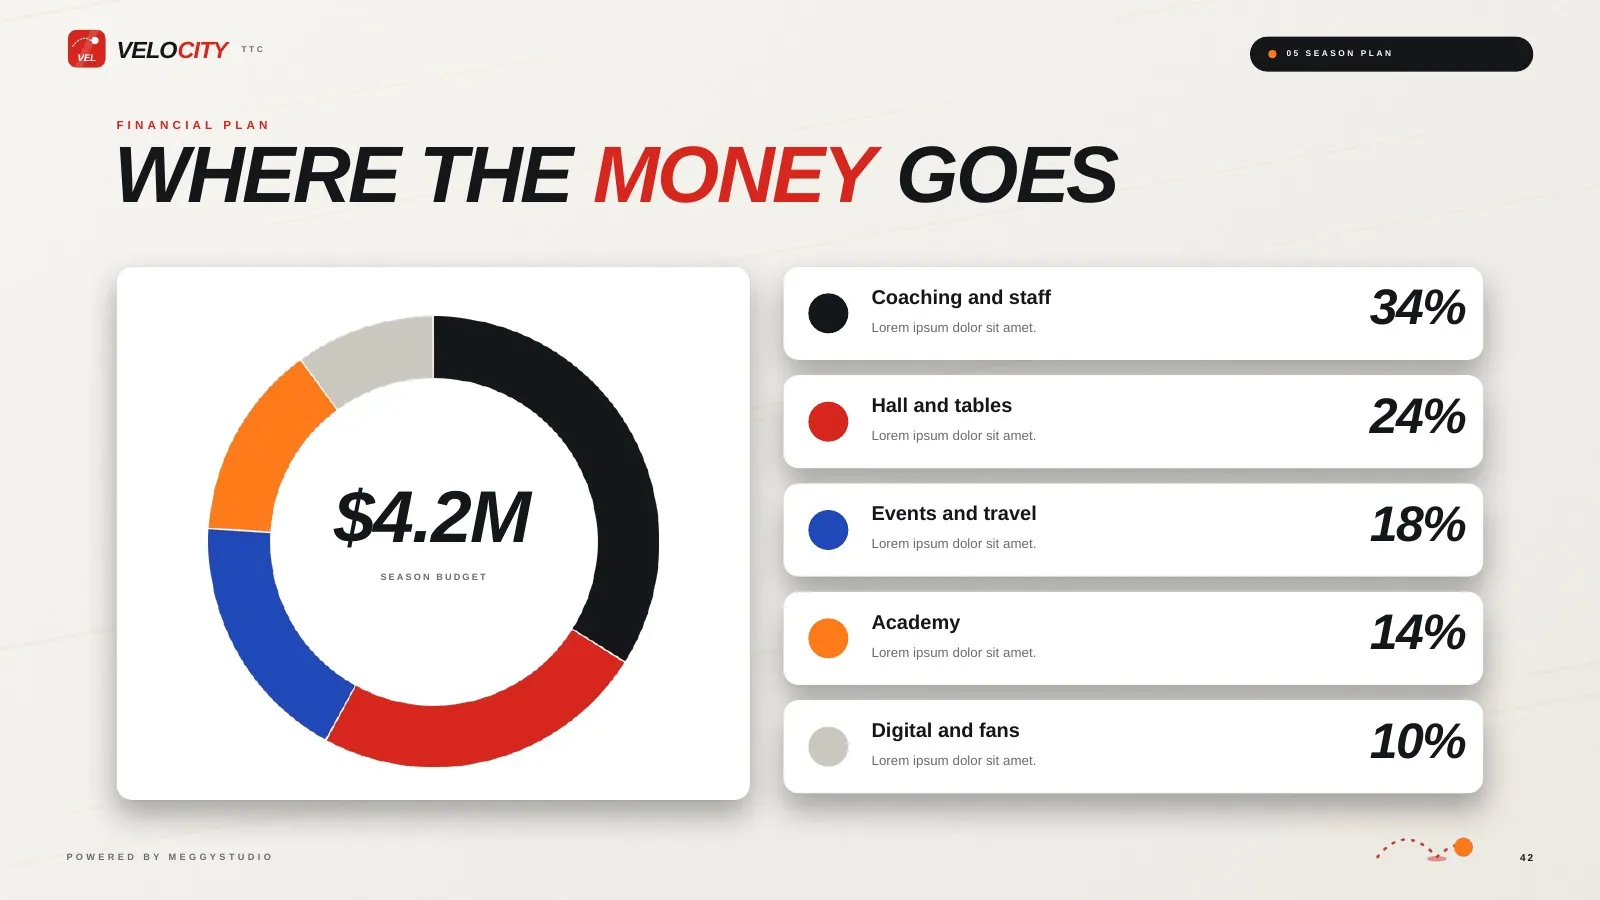 VEL
VELOCITY TTC
05 SEASON PLAN
FINANCIAL PLAN
WHERE THE MONEY GOES
$4.2M
SEASON BUDGET
Coaching and staff
Lorem ipsum dolor sit amet.
34%
Hall and tables
Lorem ipsum dolor sit amet.
24%
Events and travel
Lorem ipsum dolor sit amet.
18%
Academy
Lorem ipsum dolor sit amet.
14%
Digital and fans
Lorem ipsum dolor sit amet.
10%
POWERED BY MEGGYSTUDIO
42